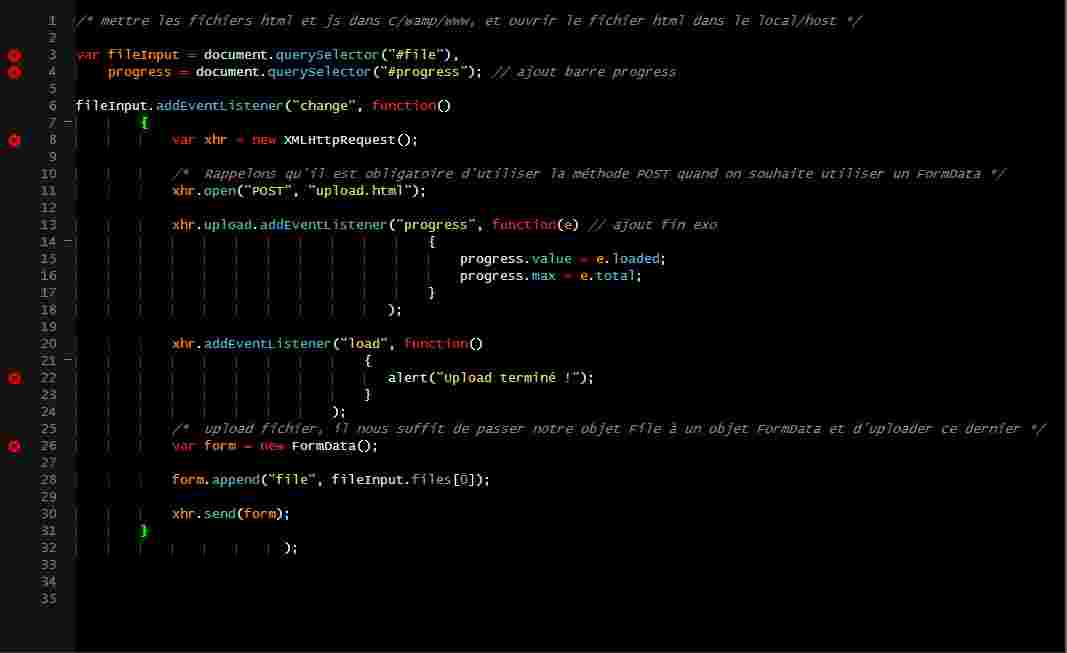 1 /* mettre les fichiers html et js dans c/wamp/www, et ouvrir le fichier html dans le local/host */
2
3 var fileInput = document.querySelector("#file"),
4 progress = document.querySelector("#progress"); // ajout barre progress
5
6 fileInput.addEventListener("change", function()
7 {
8 var xhr = new XMLHttpRequest();
9
10 /* Rappelons qu'il est obligatoire d'utiliser la méthode POST quand on souhaite utiliser un FormData */
11 xhr.open("POST", "upload.html");
12
13 xhr.upload.addEventListener("progress", function(e) // ajout fin exo
14 {
15 progress.value = e.loaded;
16 progress.max = e.total;
17 }
18 );
19
20 xhr.addEventListener("load", function()
21 {
22 alert("Upload terminé !");
23 }
24 );
25 /* upload fichier, il nous suffit de passer notre objet File à un objet FormData et d'uploader ce dernier */
26 var form = new FormData();
27
28 form.append("file", fileInput.files[0]);
29
30 xhr.send(form);
31 }
32 );
33
34
35